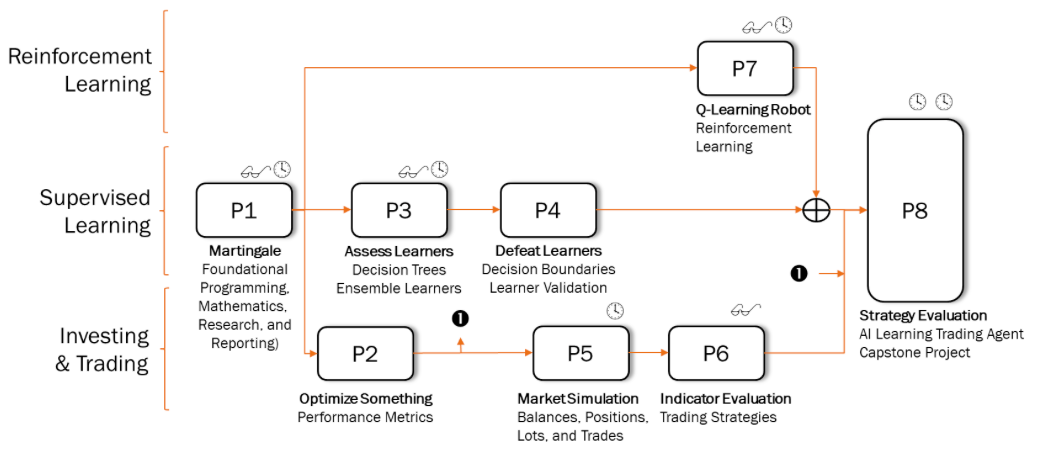 Reinforcement
Learning
P7
Q-Learning Robot
Reinforcement
Learning
Supervised
Learning
P1
Martingale
Foundational
Programming,
Mathematics,
Research, and
Reporting)
P3
Assess Learners
Decision Trees
Ensemble Learners
P4
Defeat Learners
Decision Boundaries
Learner Validation
1
P8
Strategy Evaluation
AI Learning Trading Agent
Capstone Project
Investing
& Trading
P2
Optimize Something
Performance Metrics
1
P5
Market Simulation
Balances, Positions,
Lots, and Trades
P6
Indicator Evaluation
Trading Strategies